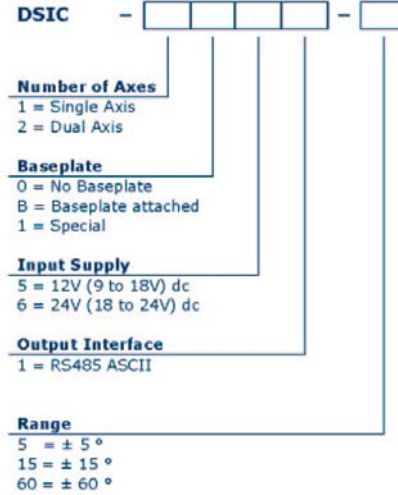 DSIC - -
Number of Axes
1 = Single Axis
2 = Dual Axis
Baseplate
0 = No Baseplate
B = Baseplate attached
1 = Special
Input Supply
5 = 12V (9 to 18V) dc
6 = 24V (18 to 24V) dc
Output Interface
1 = RS485 ASCII
Range
5 = ± 5 °
15 = ± 15 °
60 = ± 60 °